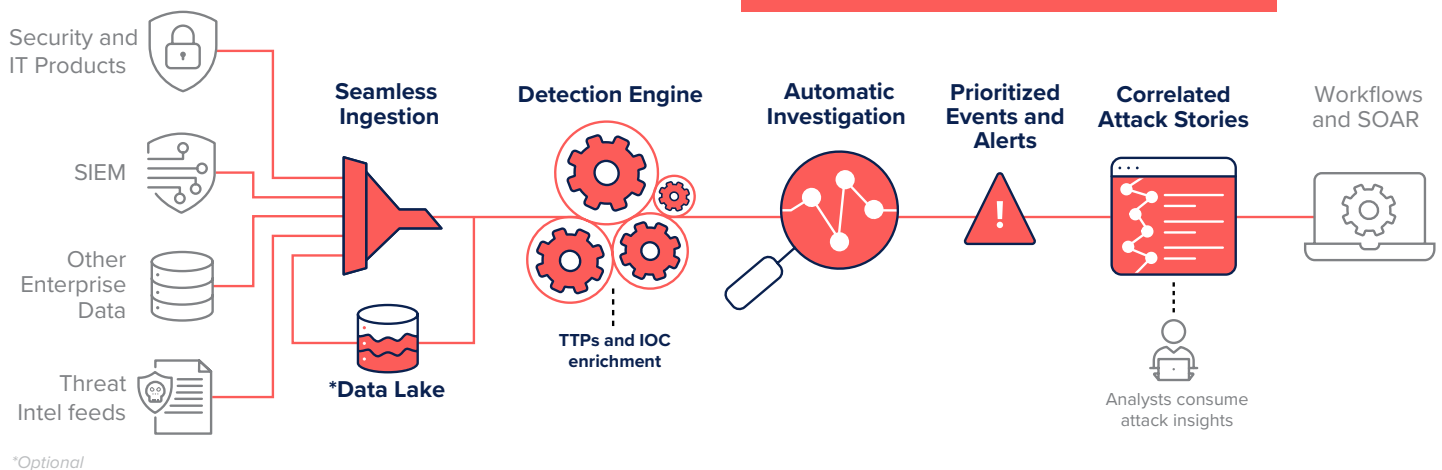 Security and
IT Products
SIEM
Other
Enterprise
Data
Threat
Intel feeds
*Optional
Seamless
Ingestion
*Data Lake
Detection Engine
TTPs and IOC
enrichment
Automatic
Investigation
Prioritized
Events and
Alerts
!
Correlated
Attack Stories
Analysts consume
attack insights
Workflows
and SOAR